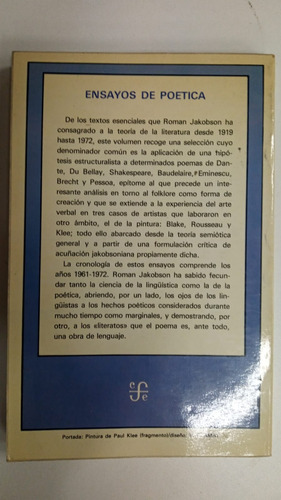 ENSAYOS DE POETICA
De los textos esenciales que Roman Jakobson ha
consagrado a la teoría de la literatura desde 1919
hasta 1972, este volumen recoge una selección cuyo
denominador común es la aplicación de una hipó-
tesis estructuralista a determinados poemas de Dan-
te, Du Bellay, Shakespeare, Baudelaire, Eminescu,
Brecht y Pessoa, epítome al que precede un inte-
resante análisis en torno al folklore como forma de
creación y que se extiende a la experiencia del arte
verbal en tres casos de artistas que laboraron en
otro ámbito, el de la pintura: Blake, Rousseau y
Klee; todo ello abarcado desde la teoría semiótica
general y a partir de una formulación crítica de
acuñación jakobsoniana propiamente dicha.
La cronología de estos ensayos comprende los
años 1961-1972. Roman Jakobson ha sabido fecun-
dar tanto la ciencia de la lingüística como la de
la poética, abriendo, por un lado, los ojos de los lin-
güistas a los hechos poéticos considerados durante
mucho tiempo como marginales, y demostrando, por
otro, a los «literatos» que el poema es, ante todo,
una obra de lenguaje.
Portada: Pintura de Paul Klee (fragmento)/diseño: